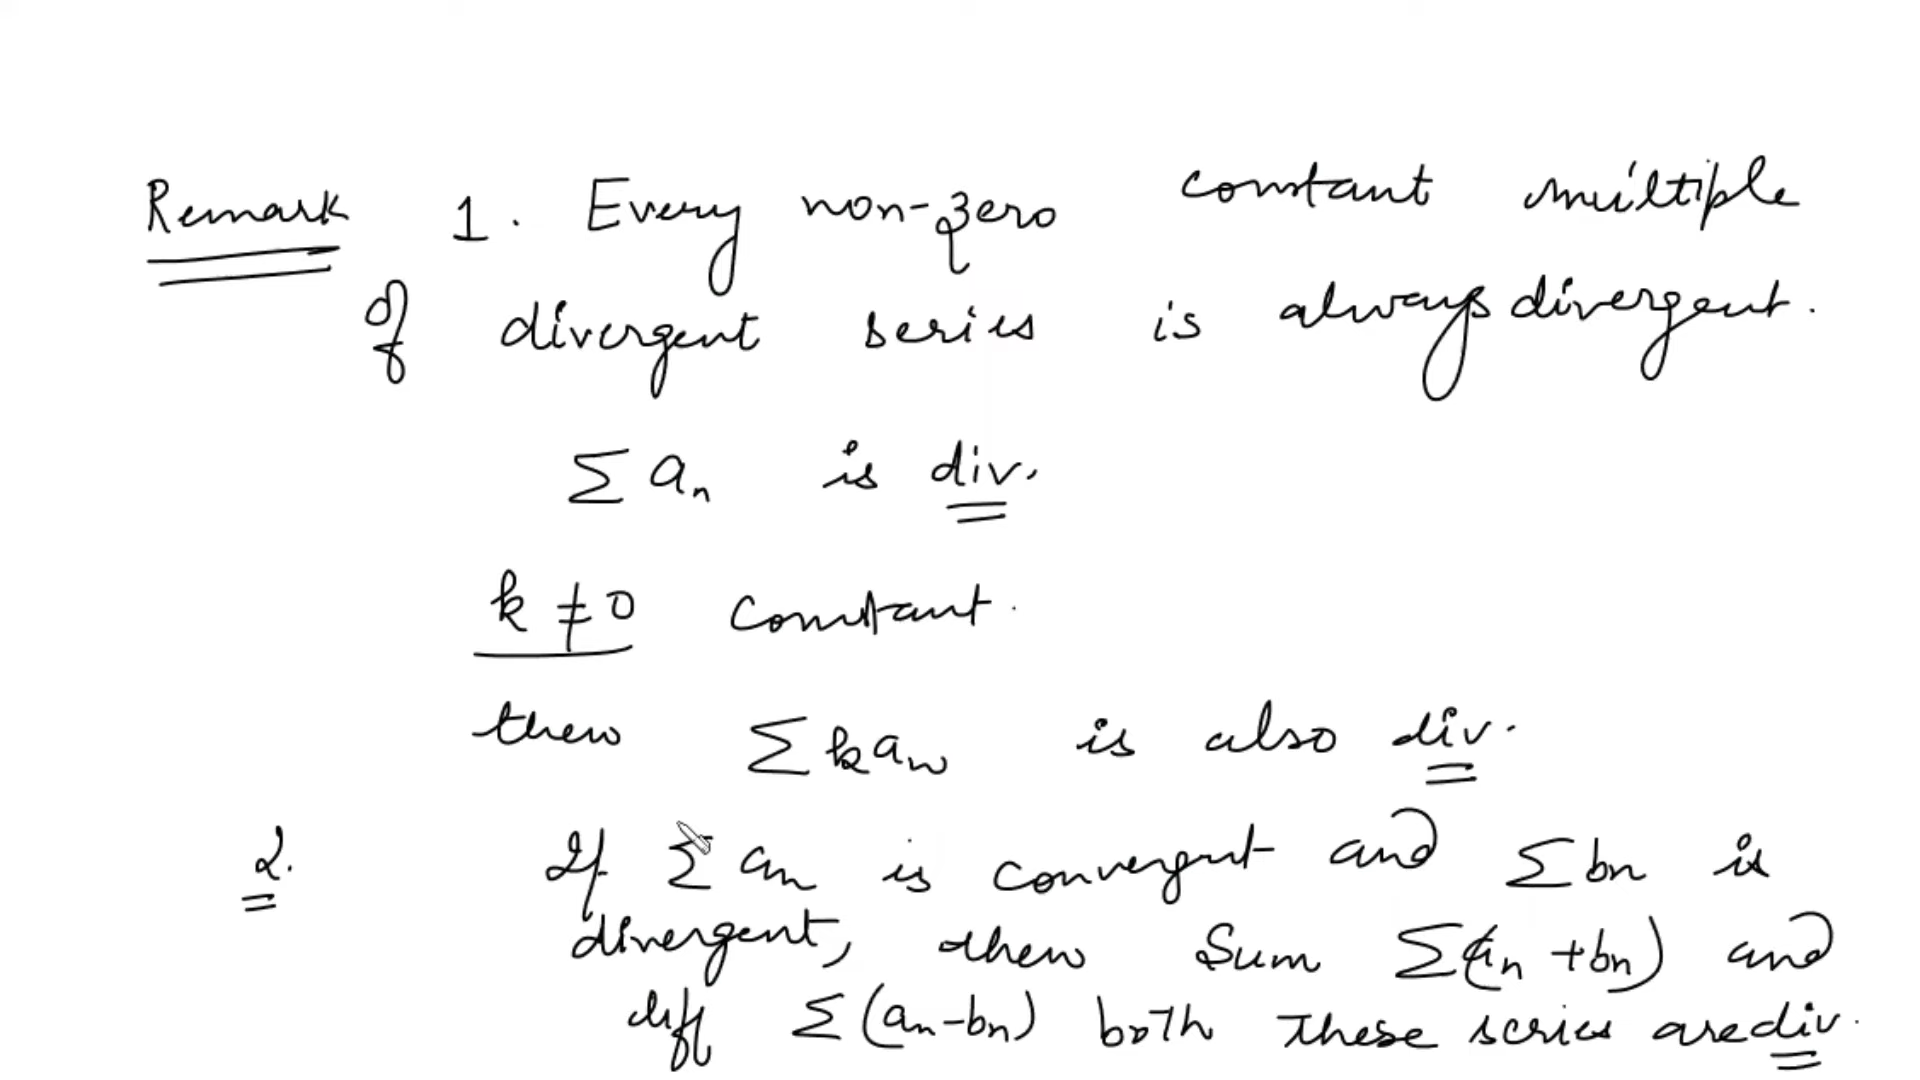 Remark 1. Every non-zero constant multiple
of divergent series is always divergent.
Σ aₙ is div.
k ≠ 0 constant.
then Σ k aₙ is also div.
2. If Σ aₙ is convergent and Σ bₙ is
divergent, then Sum Σ(aₙ + bₙ) and
diff Σ (aₙ - bₙ) both these series are div.